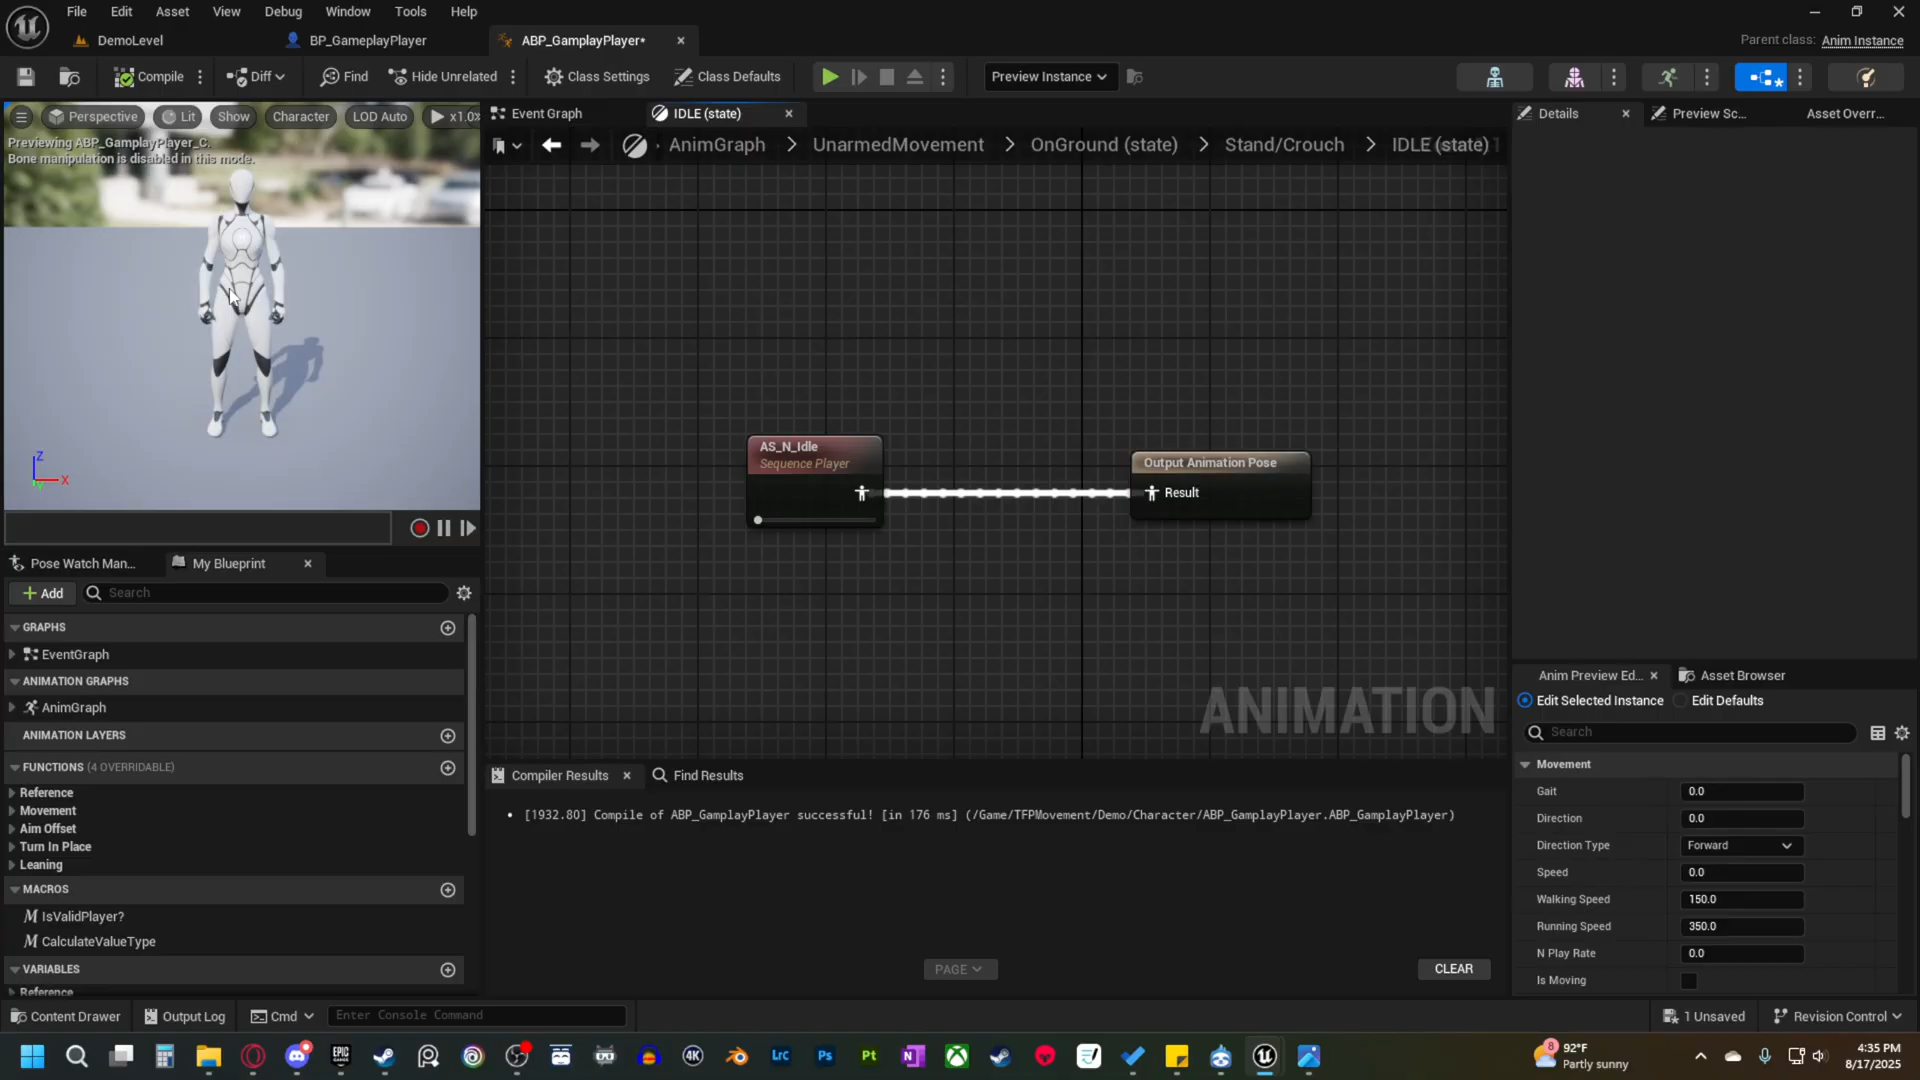 File Edit Asset View Debug Window Tools Help
DemoLevel
BP_GameplayPlayer
ABP_GamplayPlayer*
Parent class: Anim Instance
Compile
Diff
Find
Hide Unrelated
Class Settings
Class Defaults
Preview Instance
Perspective
Lit
Show
Character
LOD Auto
x1.0
Previewing ABP_GamplayPlayer_C.
Bone manipulation is disabled in this mode.
Z
X
Event Graph
IDLE (state)
AnimGraph > UnarmedMovement > OnGround (state) > Stand/Crouch > IDLE (state)
AS_N_Idle
Sequence Player
Output Animation Pose
Result
ANIMATION
Details
Preview Sc...
Asset Overr...
Pose Watch Man...
My Blueprint
Add
Search
GRAPHS
EventGraph
ANIMATION GRAPHS
AnimGraph
ANIMATION LAYERS
FUNCTIONS (4 OVERRIDABLE)
Reference
Movement
Aim Offset
Turn In Place
Leaning
MACROS
IsValidPlayer?
CalculateValueType
VARIABLES
Reference
Compiler Results
Find Results
• [1932.80] Compile of ABP_GamplayPlayer successful! [in 176 ms] (/Game/TFPMovement/Demo/Character/ABP_GamplayPlayer.ABP_GamplayPlayer)
PAGE
CLEAR
Anim Preview Ed...
Asset Browser
Edit Selected Instance
Edit Defaults
Search
Movement
Gait 0.0
Direction 0.0
Direction Type Forward
Speed 0.0
Walking Speed 150.0
Running Speed 350.0
N Play Rate 0.0
Is Moving
Content Drawer
Output Log
Cmd
Enter Console Command
1 Unsaved
Revision Control
EPIC GAMES
4K
Lrc
Ps
Pt
N
8
92°F
Partly sunny
4:35 PM
8/17/2025